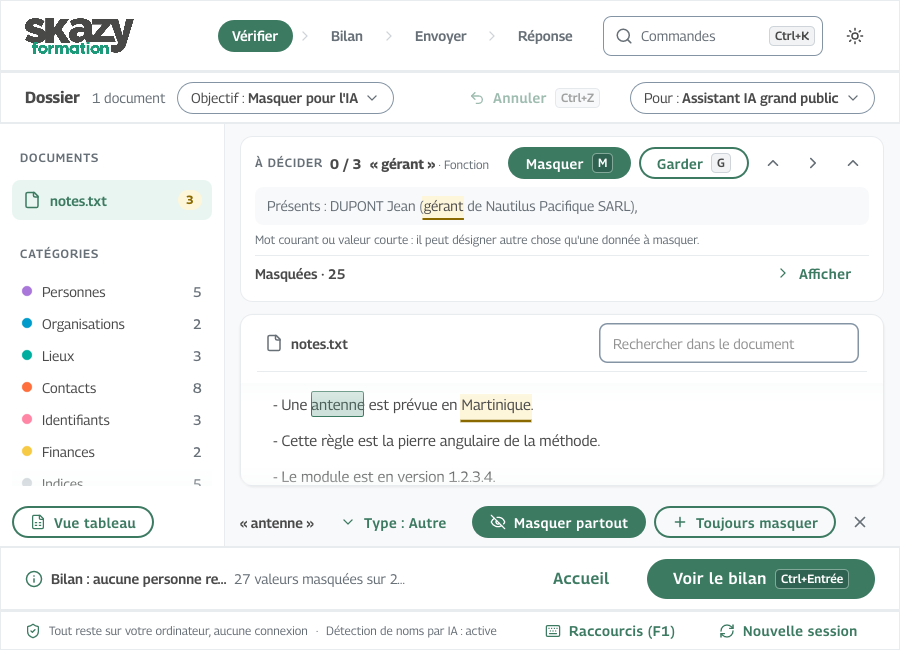 skazy
formation
Vérifier
Bilan
Envoyer
Réponse
Commandes
Ctrl+K
Dossier
1 document
Objectif : Masquer pour l'IA
Annuler
Ctrl+Z
Pour : Assistant IA grand public
DOCUMENTS
notes.txt
3
CATÉGORIES
Personnes 5
Organisations 2
Lieux 3
Contacts 8
Identifiants 3
Finances 2
Indices 5
Vue tableau
À DÉCIDER 0 / 3 « gérant » · Fonction
Masquer M
Garder G
Présents : DUPONT Jean (gérant de Nautilus Pacifique SARL),
Mot courant ou valeur courte : il peut désigner autre chose qu'une donnée à masquer.
Masquées · 25
Afficher
notes.txt
Rechercher dans le document
- Une antenne est prévue en Martinique.
- Cette règle est la pierre angulaire de la méthode.
- Le module est en version 1.2.3.4.
« antenne »
Type : Autre
Masquer partout
Toujours masquer
Bilan : aucune personne re... 27 valeurs masquées sur 2...
Accueil
Voir le bilan Ctrl+Entrée
Tout reste sur votre ordinateur, aucune connexion · Détection de noms par IA : active
Raccourcis (F1)
Nouvelle session